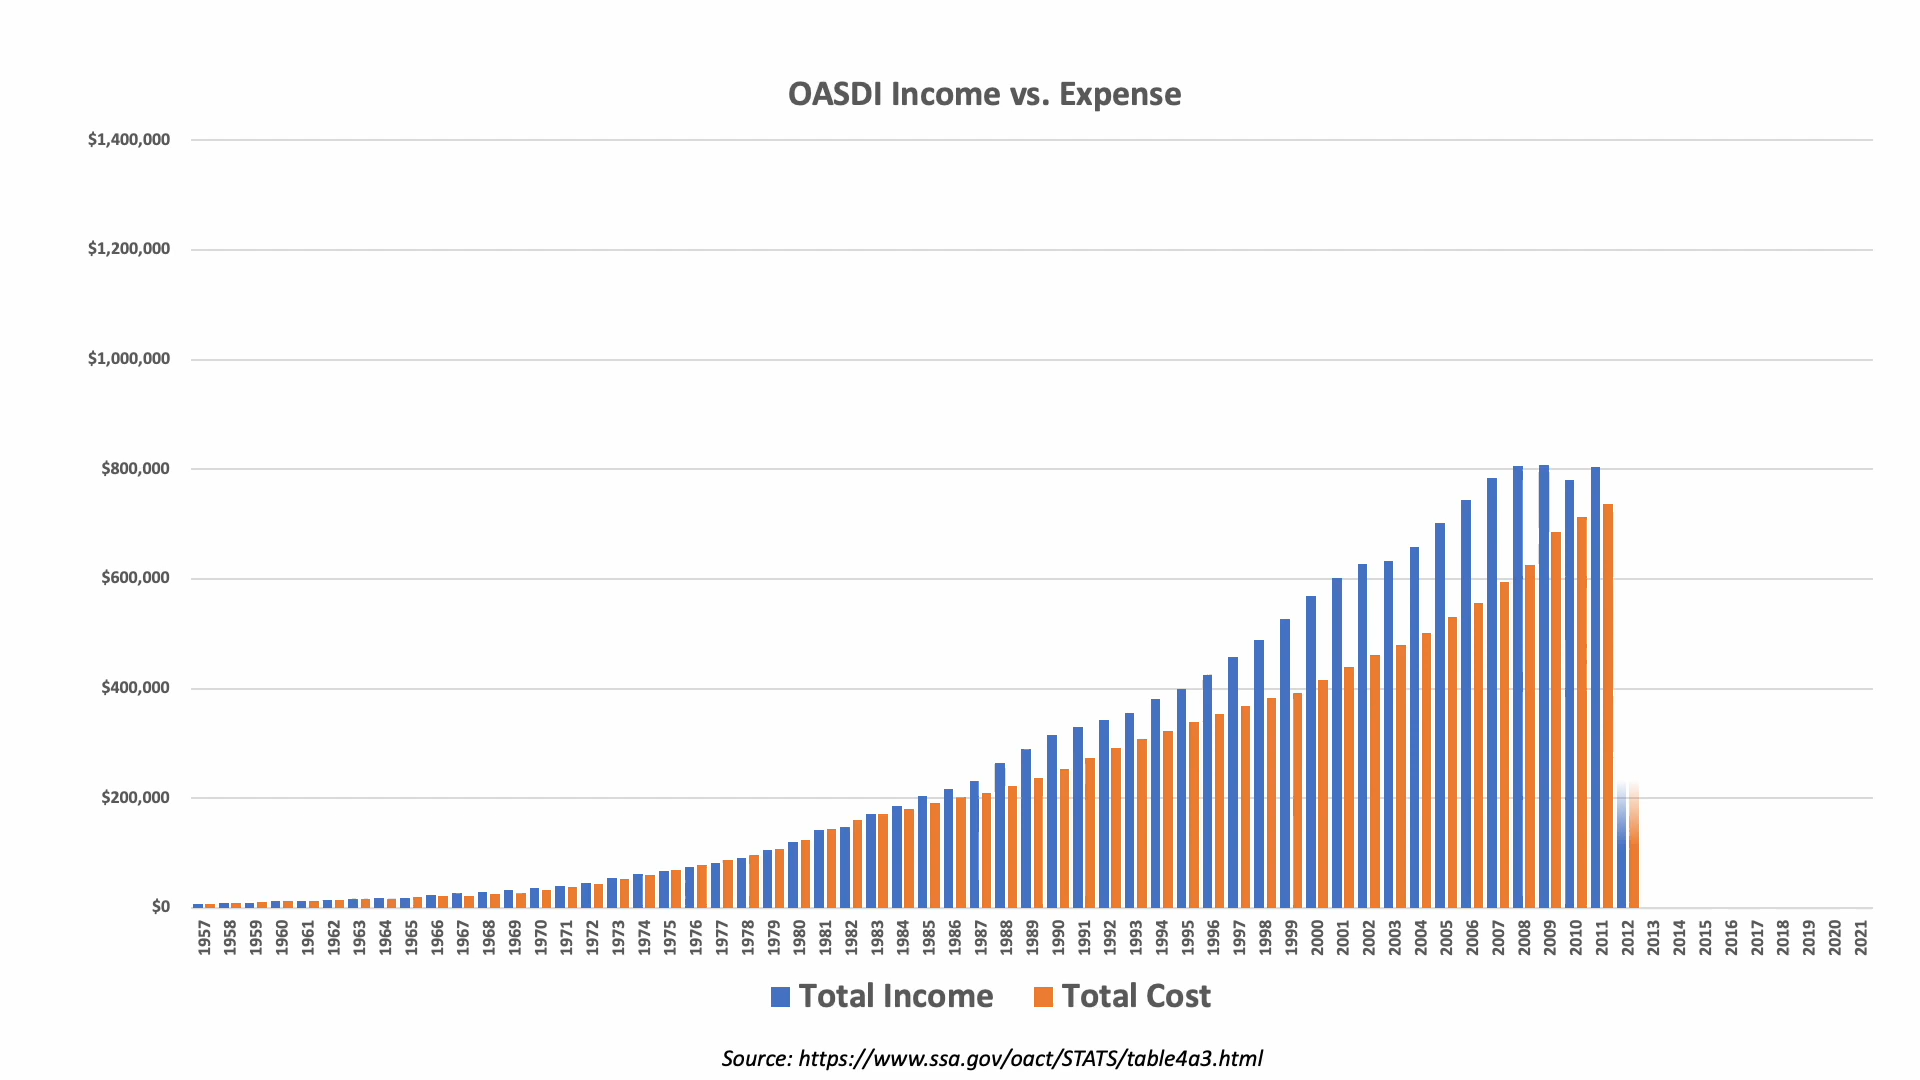 OASDI Income vs. Expense
$1,400,000
$1,200,000
$1,000,000
$800,000
$600,000
$400,000
$200,000
$0
1957 1958 1959 1960 1961 1962 1963 1964 1965 1966 1967 1968 1969 1970 1971 1972 1973 1974 1975 1976 1977 1978 1979 1980 1981 1982 1983 1984 1985 1986 1987 1988 1989 1990 1991 1992 1993 1994 1995 1996 1997 1998 1999 2000 2001 2002 2003 2004 2005 2006 2007 2008 2009 2010 2011 2012 2013 2014 2015 2016 2017 2018 2019 2020 2021
Total Income Total Cost
Source: https://www.ssa.gov/oact/STATS/table4a3.html